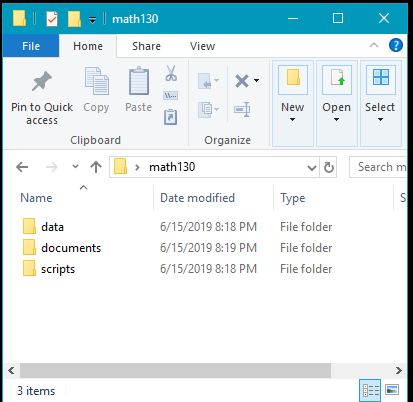 math130
File Home Share View
Pin to Quick access
Copy
Paste
New
Open
Select
Clipboard
Organize
math130
Search m
Name Date modified Type S
data 6/15/2019 8:18 PM File folder
documents 6/15/2019 8:19 PM File folder
scripts 6/15/2019 8:18 PM File folder
3 items